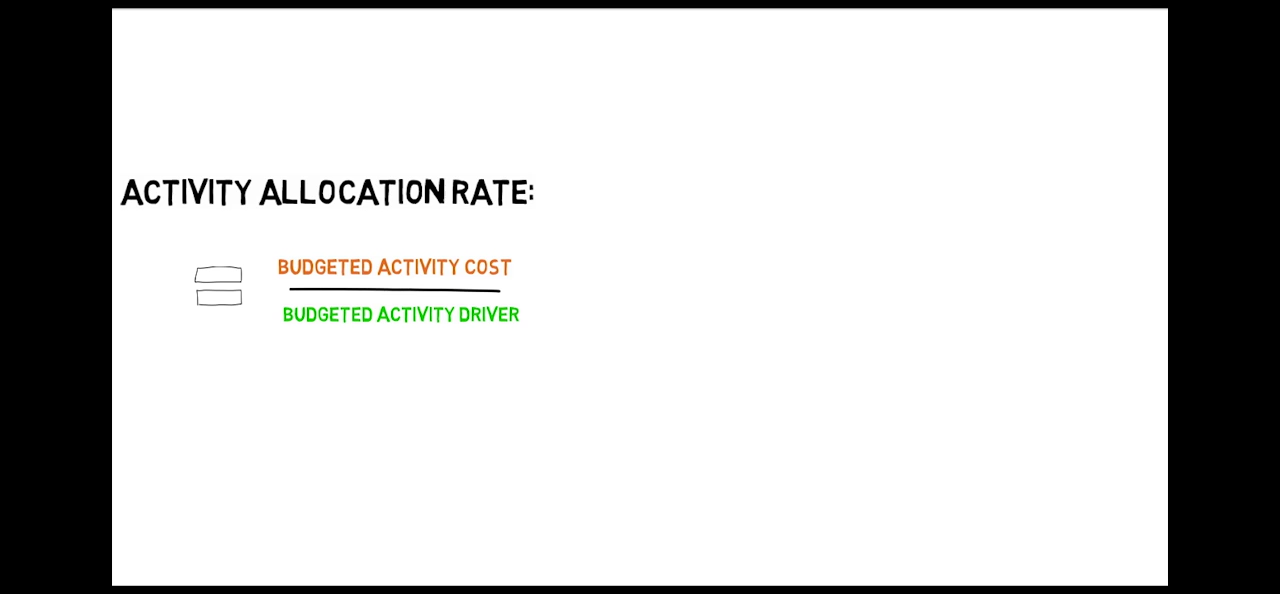 ACTIVITY ALLOCATION RATE:
BUDGETED ACTIVITY COST
BUDGETED ACTIVITY DRIVER